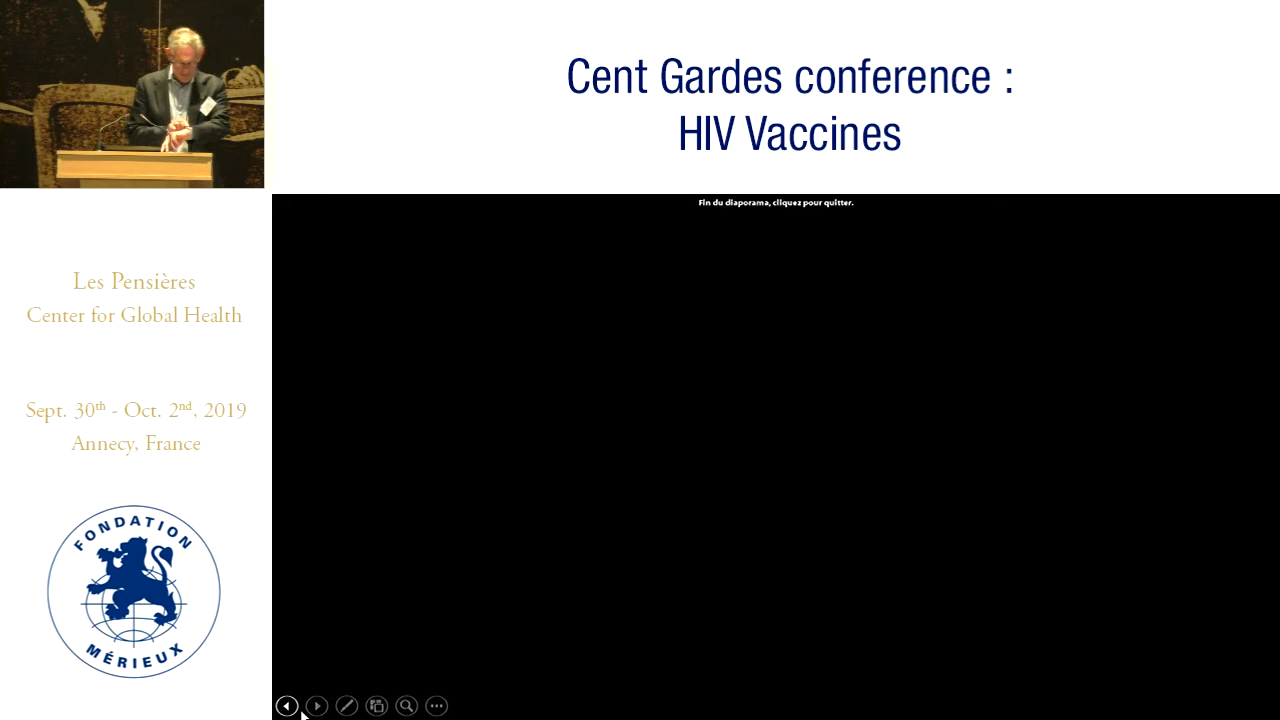 Cent Gardes conference :
HIV Vaccines
Fin du diaporama, cliquez pour quitter.
Les Pensières
Center for Global Health
Sept. 30th - Oct. 2nd, 2019
Annecy, France
FONDATION
MÉRIEUX